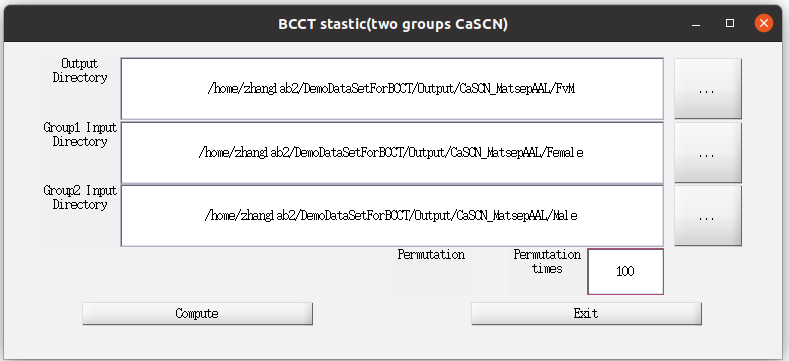 BCCT stastic(two groups CaSCN)
Output
Directory
/home/zhanglab2/DemoDataSetForBCCT/Output/CaSCN_MatsepAAL/FvM
...
Group1 Input
Directory
/home/zhanglab2/DemoDataSetForBCCT/Output/CaSCN_MatsepAAL/Female
...
Group2 Input
Directory
/home/zhanglab2/DemoDataSetForBCCT/Output/CaSCN_MatsepAAL/Male
...
Permutation
Permutation
times
100
Compute
Exit